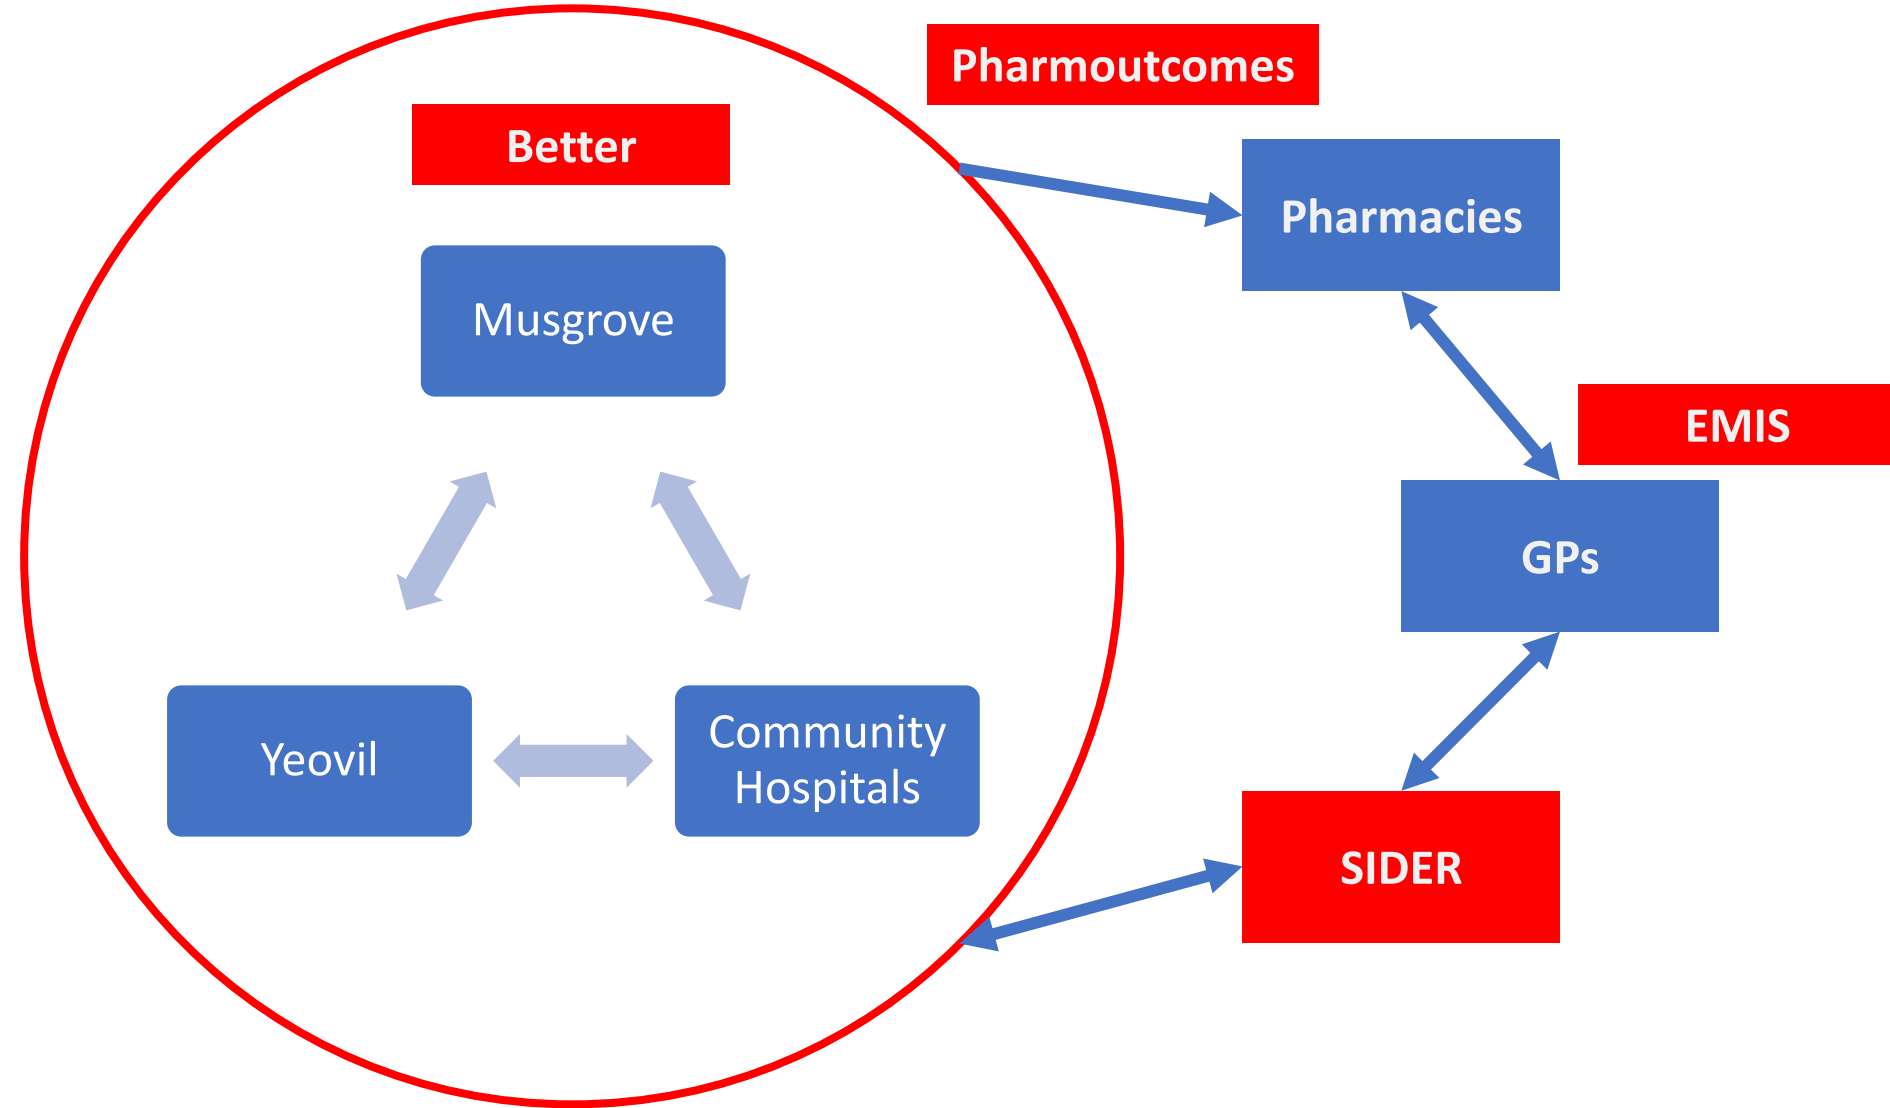 Pharmoutcomes
Better
Pharmacies
Musgrove
EMIS
GPs
Yeovil
Community
Hospitals
SIDER